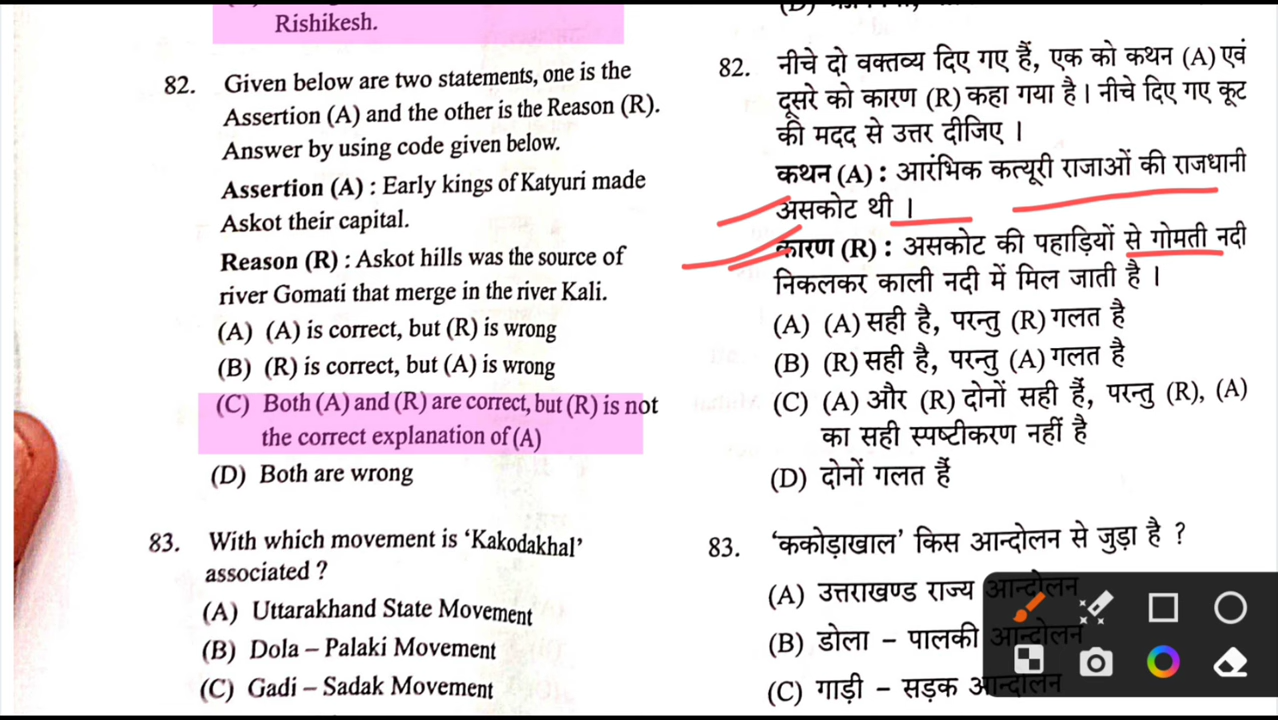 Rishikesh.
82. Given below are two statements, one is the
Assertion (A) and the other is the Reason (R).
Answer by using code given below.
Assertion (A) : Early kings of Katyuri made
Askot their capital.
Reason (R) : Askot hills was the source of
river Gomati that merge in the river Kali.
(A) (A) is correct, but (R) is wrong
(B) (R) is correct, but (A) is wrong
(C) Both (A) and (R) are correct, but (R) is not
the correct explanation of (A)
(D) Both are wrong
83. With which movement is ‘Kakodakhal’
associated ?
(A) Uttarakhand State Movement
(B) Dola – Palaki Movement
(C) Gadi – Sadak Movement
82. नीचे दो वक्तव्य दिए गए हैं, एक को कथन (A) एवं
दूसरे को कारण (R) कहा गया है। नीचे दिए गए कूट
की मदद से उत्तर दीजिए ।
कथन (A) : आरंभिक कत्यूरी राजाओं की राजधानी
असकोट थी ।
कारण (R) : असकोट की पहाड़ियों से गोमती नदी
निकलकर काली नदी में मिल जाती है ।
(A) (A) सही है, परन्तु (R) गलत है
(B) (R) सही है, परन्तु (A) गलत है
(C) (A) और (R) दोनों सही हैं, परन्तु (R), (A)
का सही स्पष्टीकरण नहीं है
(D) दोनों गलत हैं
83. ‘ककोड़ाखाल’ किस आन्दोलन से जुड़ा है ?
(A) उत्तराखण्ड राज्य आन्दोलन
(B) डोला – पालकी आन्दोलन
(C) गाड़ी – सड़क आन्दोलन